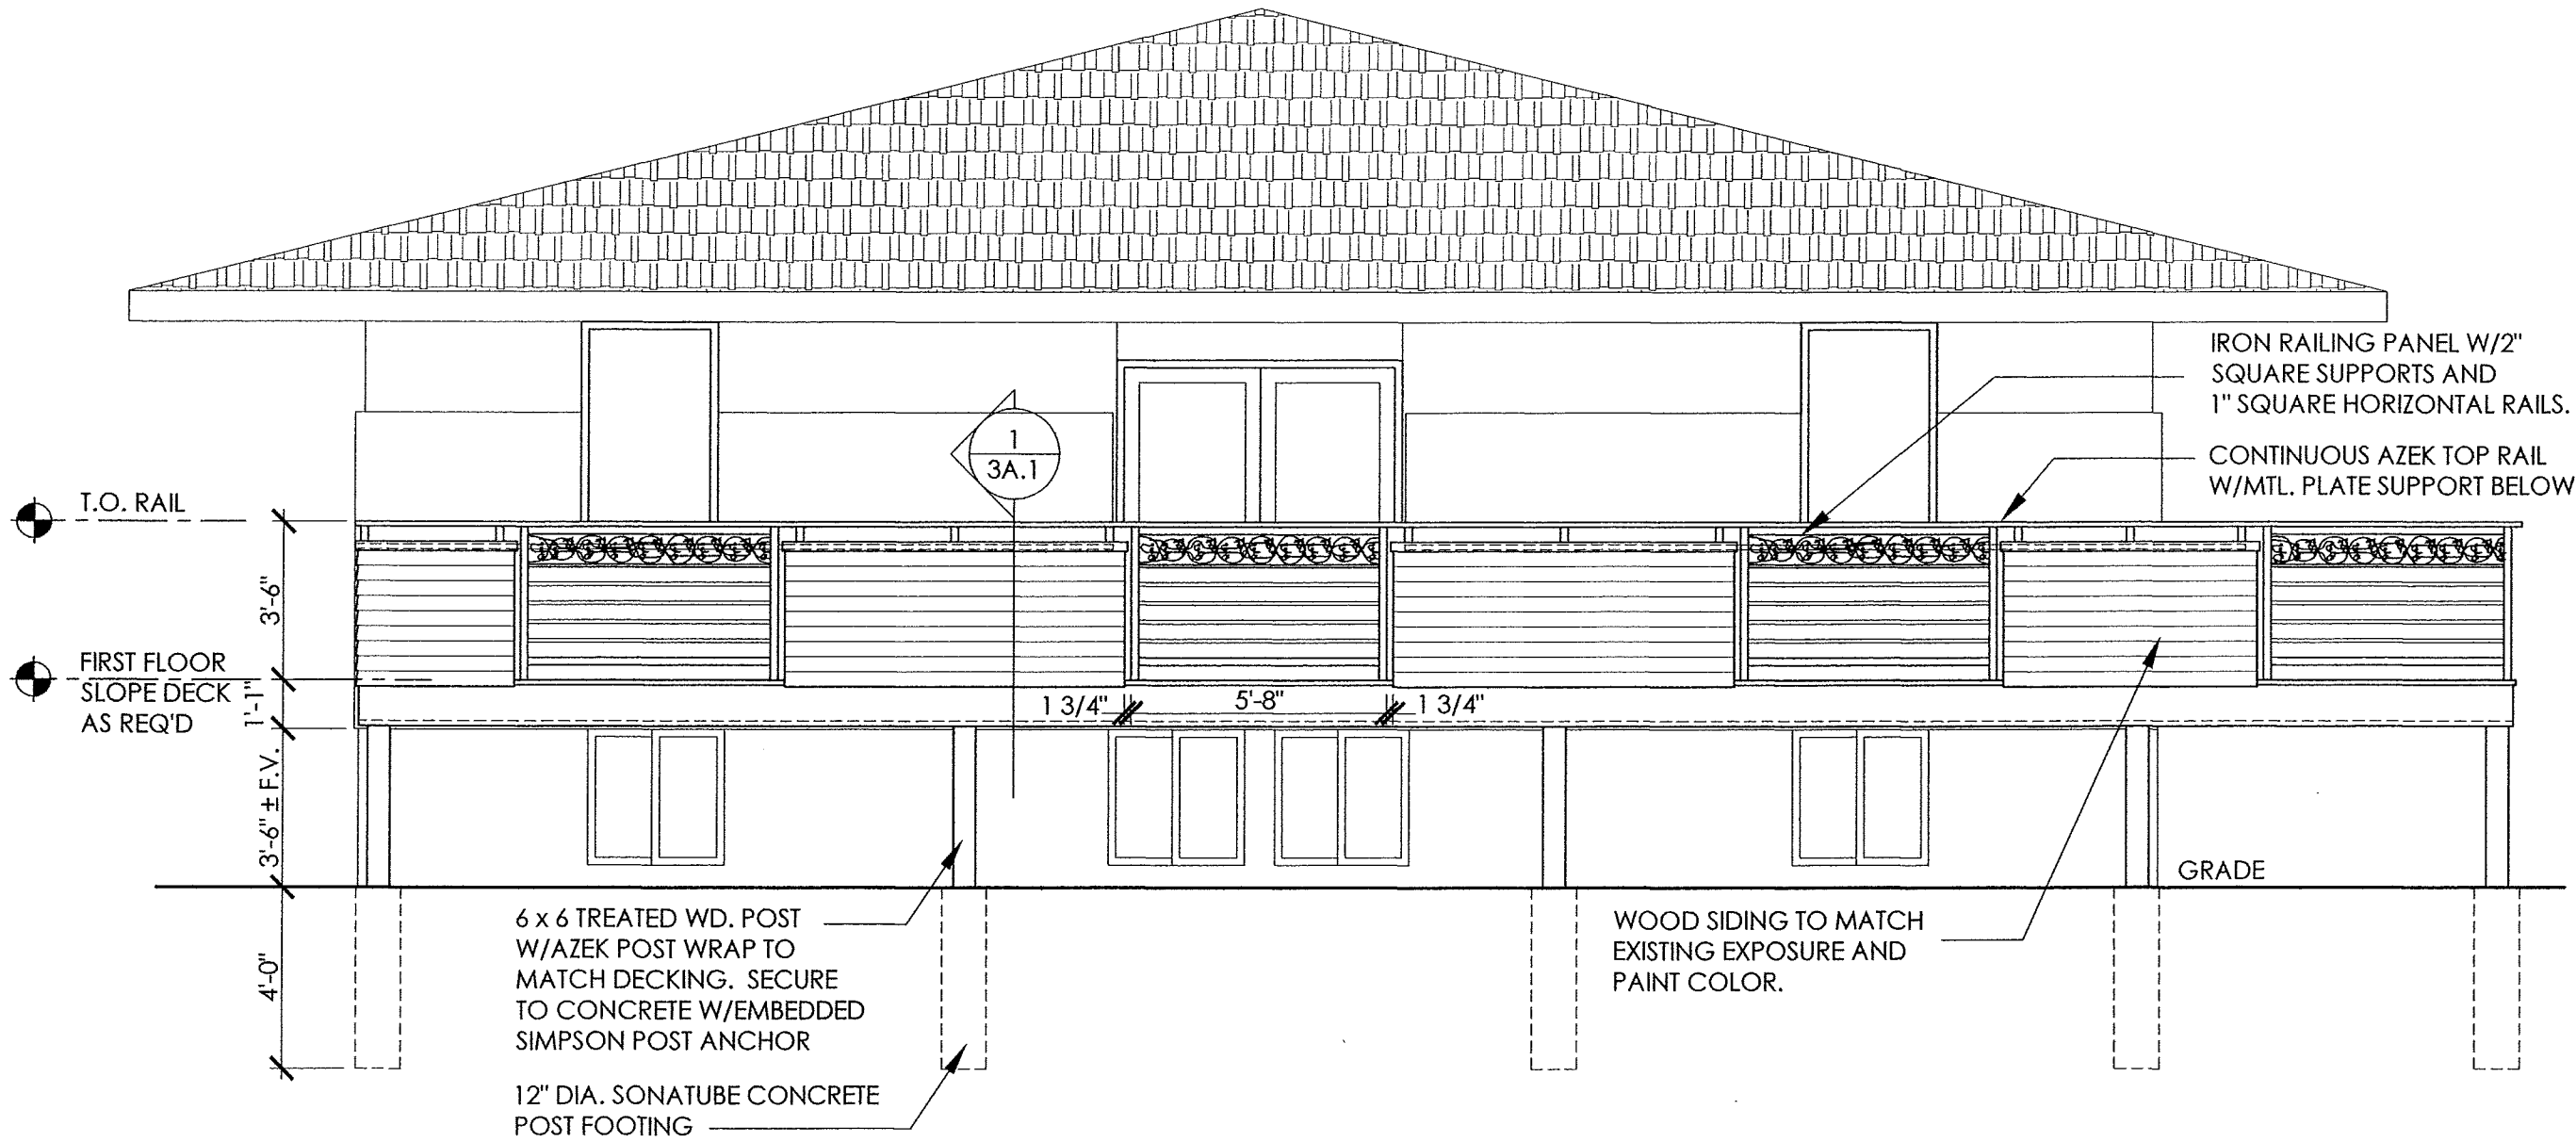 IRON RAILING PANEL W/2"
SQUARE SUPPORTS AND
1" SQUARE HORIZONTAL RAILS.
CONTINUOUS AZEK TOP RAIL
W/MTL. PLATE SUPPORT BELOW
1
3A.1
T.O. RAIL
3'-6"
FIRST FLOOR
SLOPE DECK
AS REQ'D
1'-1"
1 3/4"
5'-8"
1 3/4"
3'-6" ± F.V.
GRADE
4'-0"
6 x 6 TREATED WD. POST
W/AZEK POST WRAP TO
MATCH DECKING. SECURE
TO CONCRETE W/EMBEDDED
SIMPSON POST ANCHOR
12" DIA. SONATUBE CONCRETE
POST FOOTING
WOOD SIDING TO MATCH
EXISTING EXPOSURE AND
PAINT COLOR.